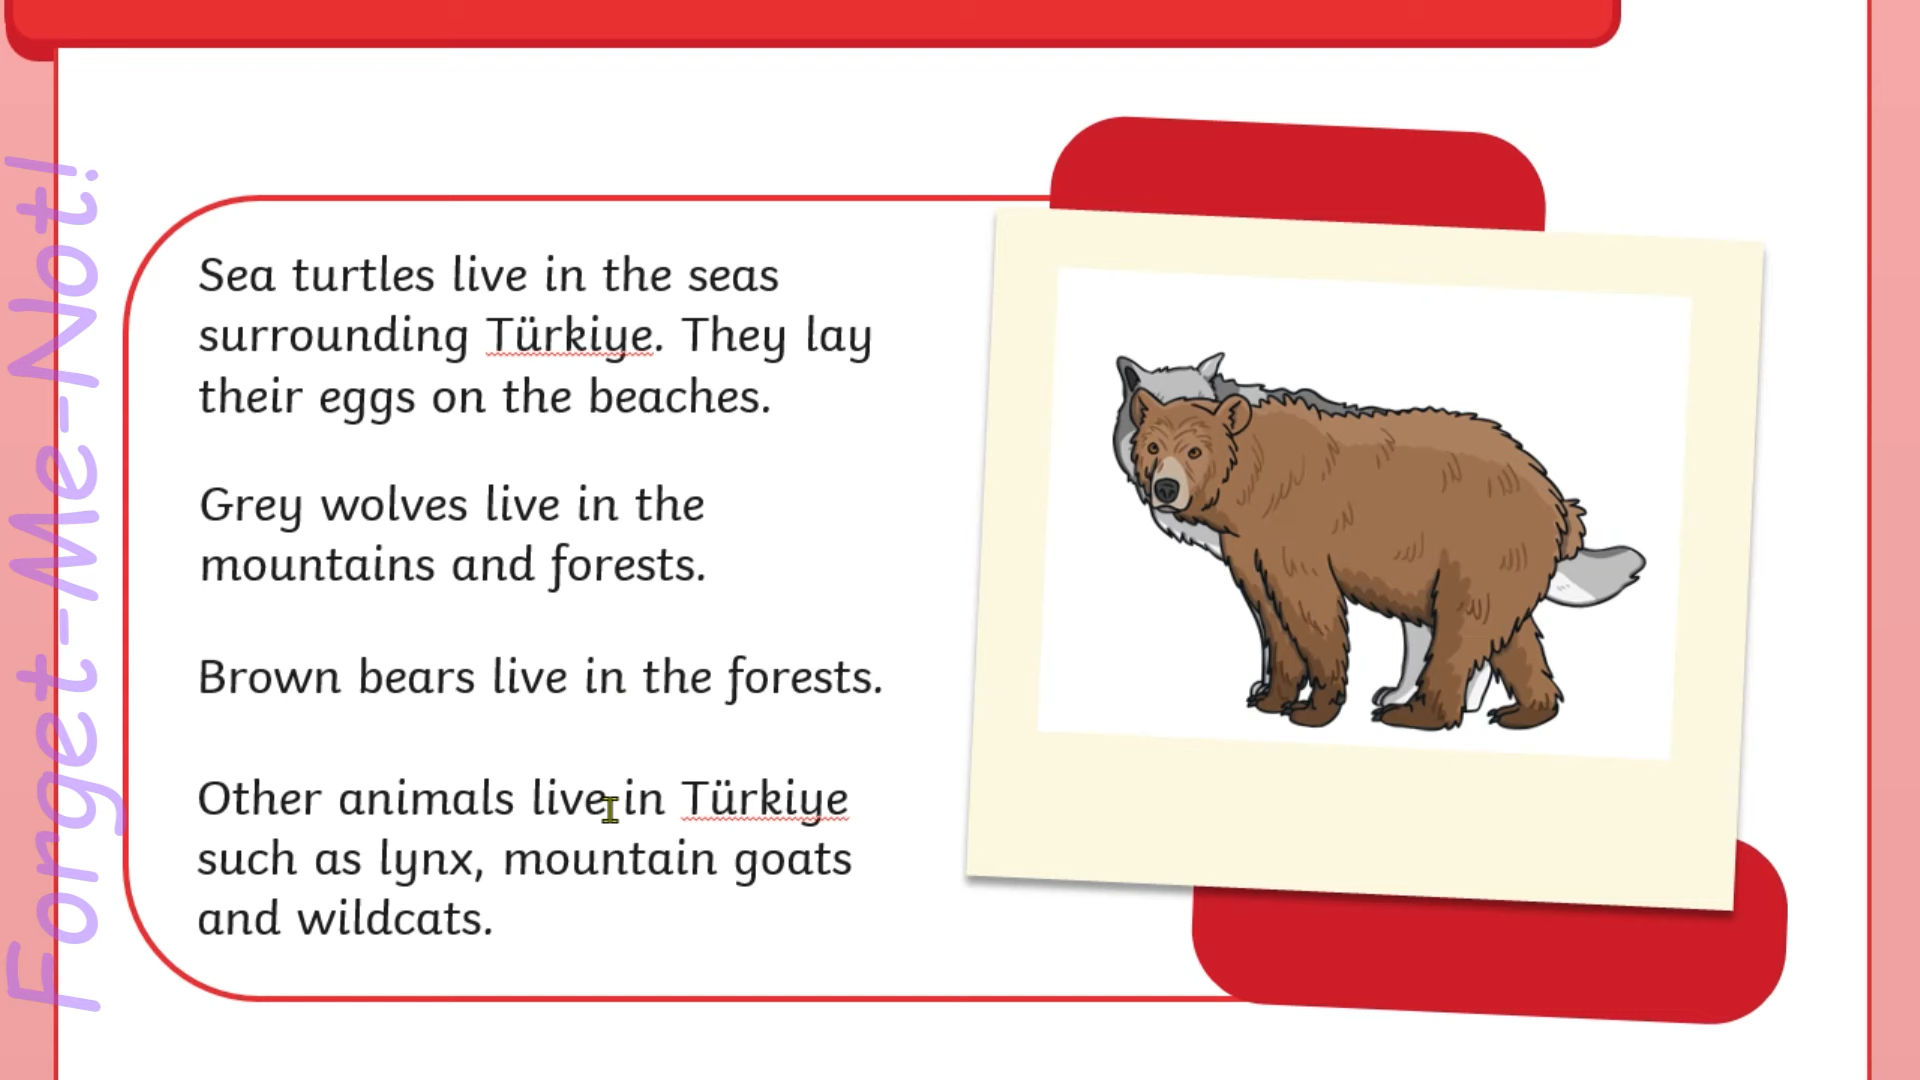 Forget-Me-Not!
Sea turtles live in the seas
surrounding Türkiye. They lay
their eggs on the beaches.
Grey wolves live in the
mountains and forests.
Brown bears live in the forests.
Other animals live in Türkiye
such as lynx, mountain goats
and wildcats.